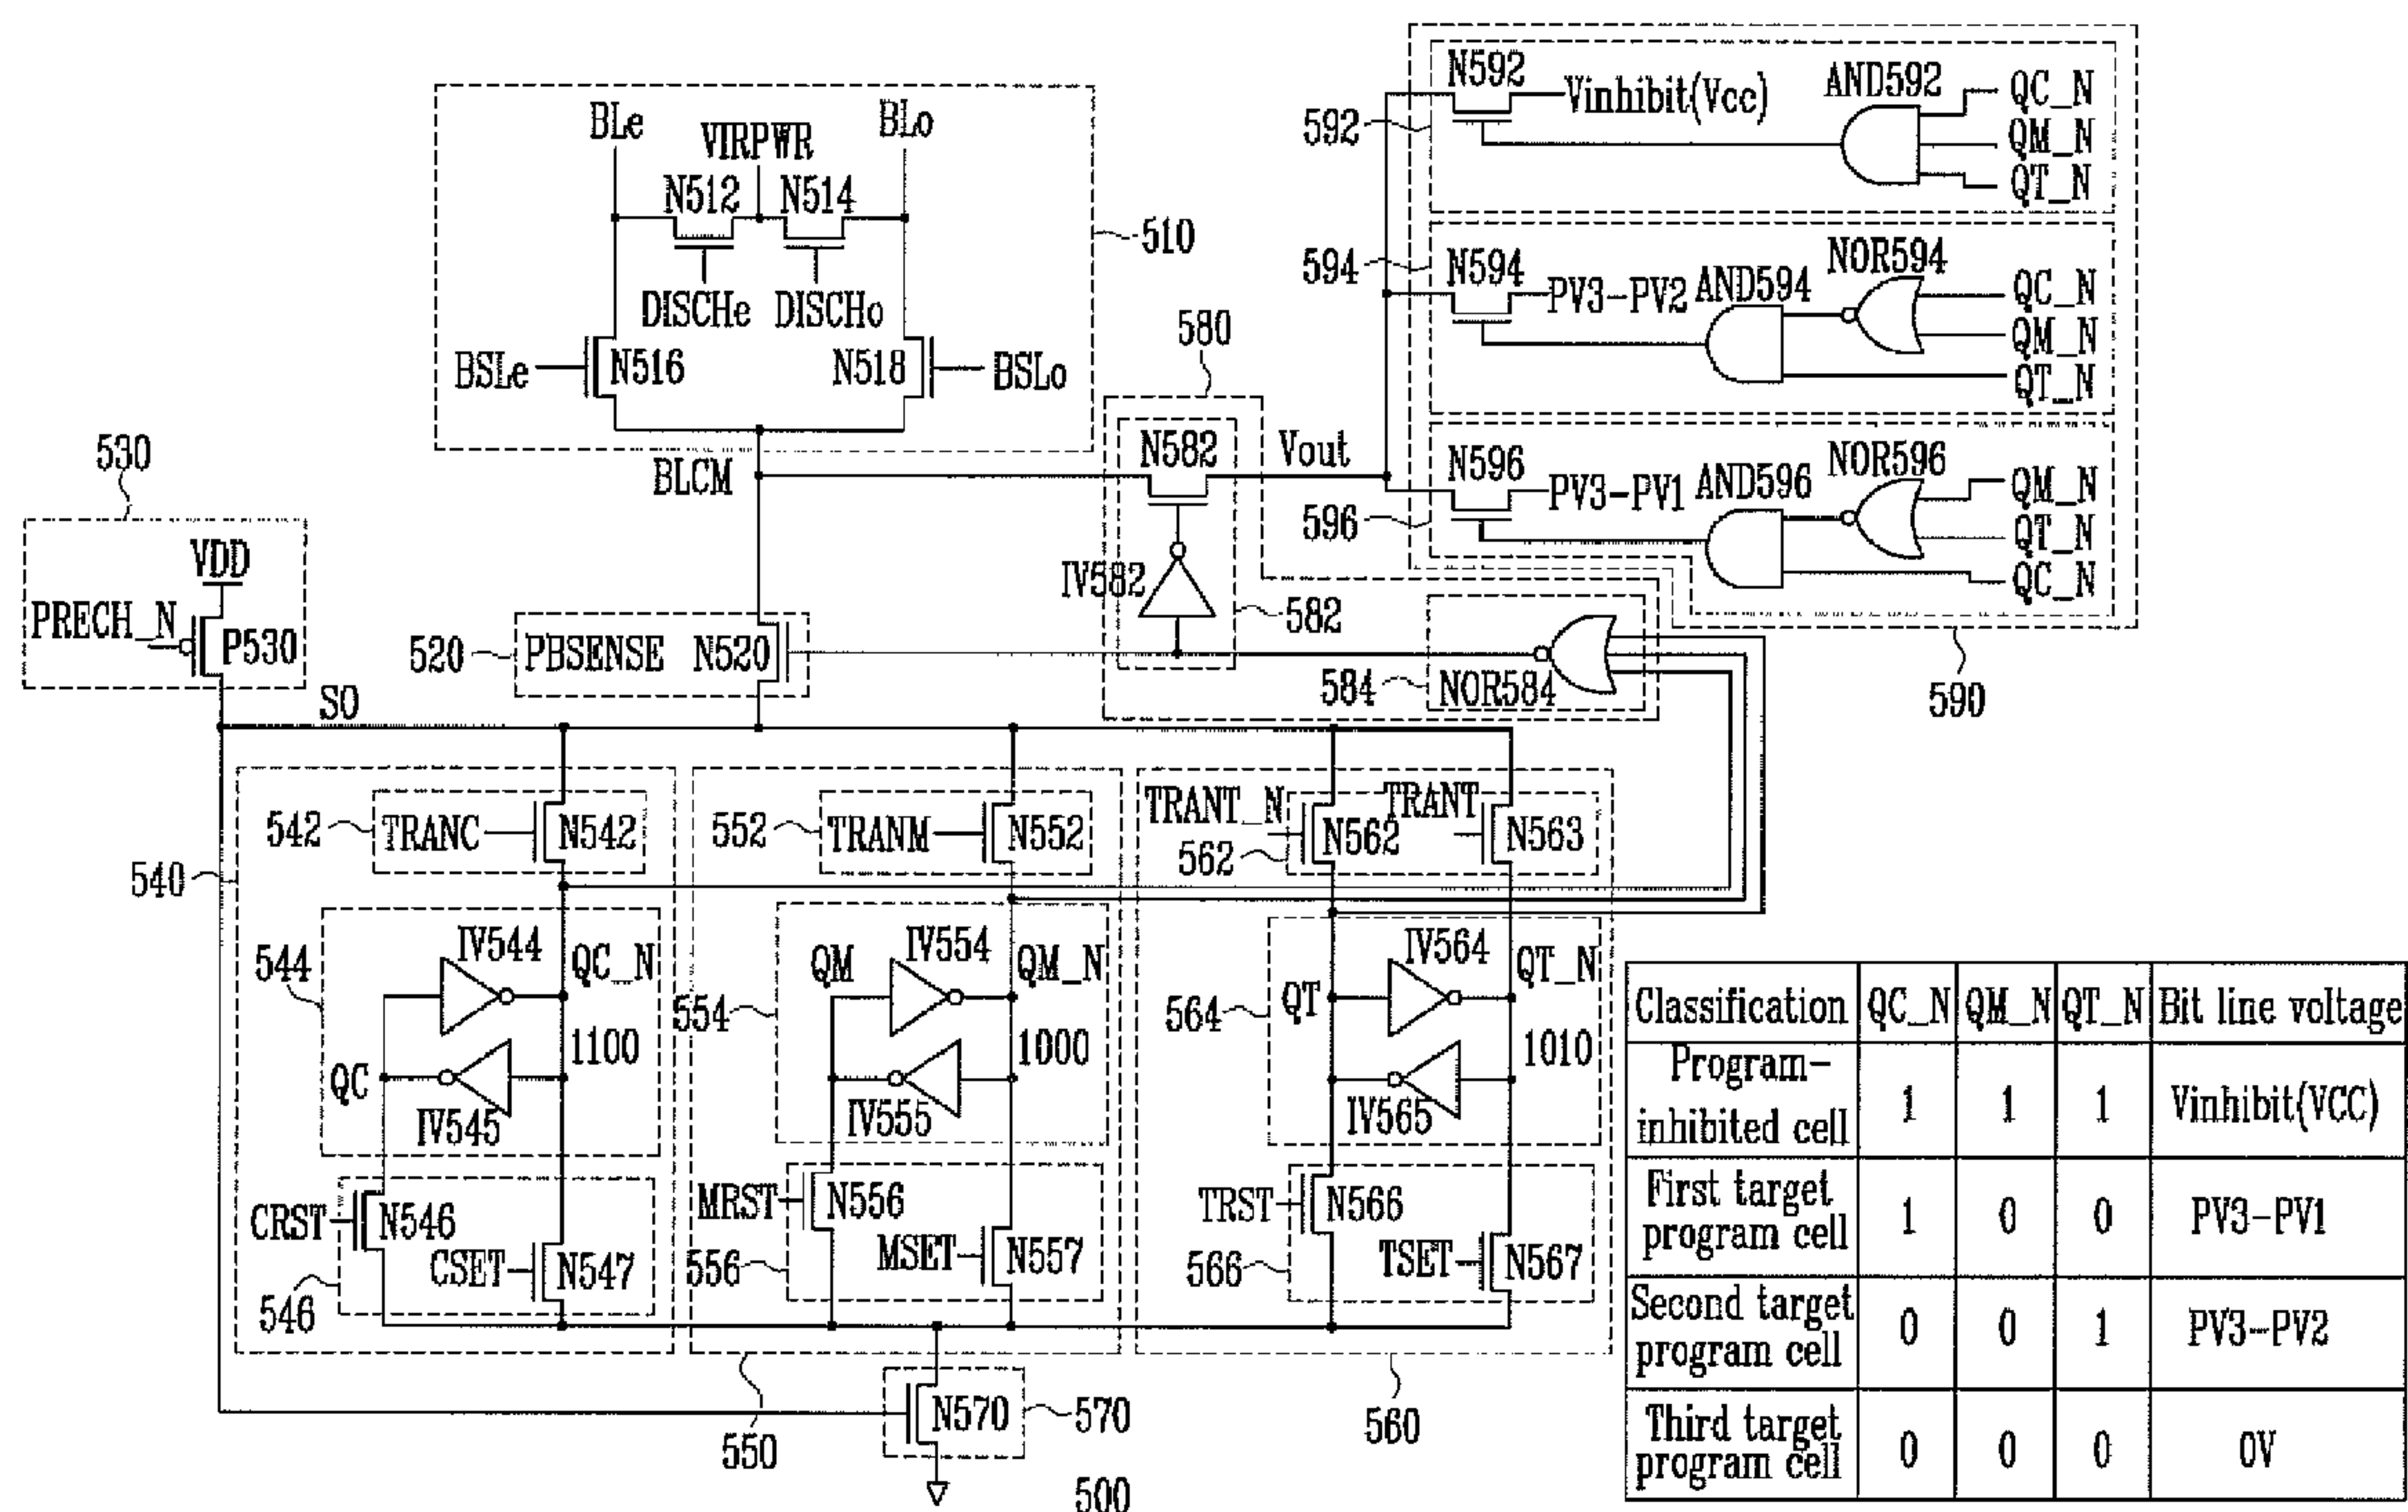 BLe
VIRPWR
BLo
N512
N514
DISCHe
DISCHo
510
BSLe
N516
N518
BSLo
BLCM
N592
Vinhibit(Vcc)
AND592
QC_N
QM_N
QT_N
592
N594
PV3-PV2
AND594
NOR594
QC_N
QM_N
QT_N
594
N596
PV3-PV1
AND596
NOR596
QM_N
QT_N
QC_N
596
590
580
N582
Vout
IV582
582
584
NOR584
530
VDD
PRECH_N
P530
520
PBSENSE
N520
SO
540
542
TRANC
N542
552
TRANM
N552
TRANT_N
TRANT
562
N562
N563
544
IV544
QC_N
QC
1100
IV545
554
QM
IV554
QM_N
1000
IV555
564
QT
IV564
QT_N
1010
IV565
CRST
N546
CSET
N547
546
MRST
N556
MSET
N557
556
TRST
N566
TSET
N567
566
550
N570
570
560
500
Classification QC_N QM_N QT_N Bit line voltage
Program-
inhibited cell 1 1 1 Vinhibit(VCC)
First target
program cell 1 0 0 PV3-PV1
Second target
program cell 0 0 1 PV3-PV2
Third target
program cell 0 0 0 0V